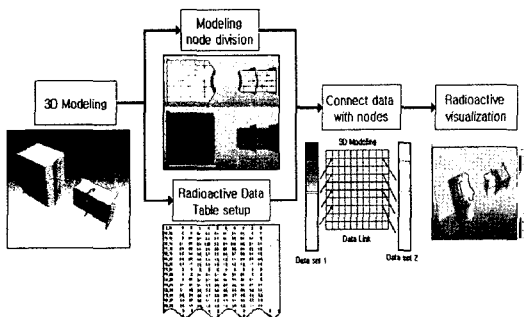 Modeling
node division
3D Modeling
Connect data
with nodes
Radioactive
visualization
Radioactive Data
Table setup
3D Modeling
Data Link
Data set 1
Data set 2